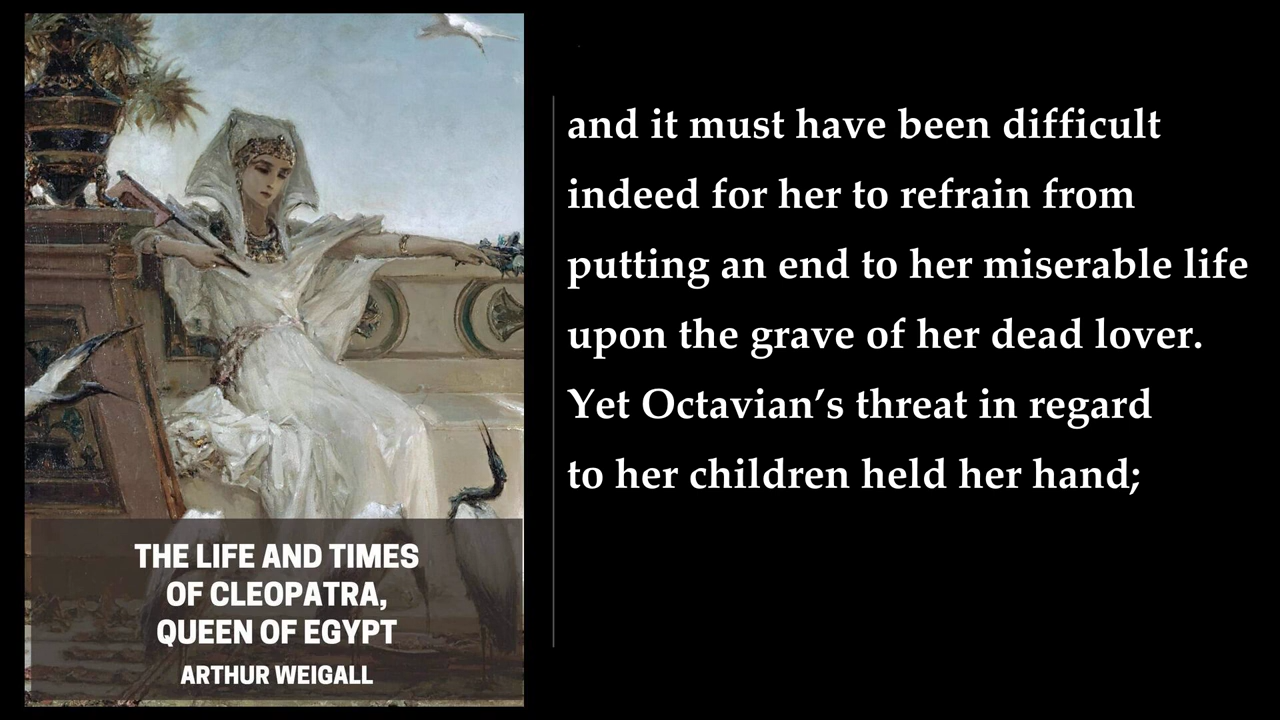 THE LIFE AND TIMES
OF CLEOPATRA,
QUEEN OF EGYPT
ARTHUR WEIGALL
and it must have been difficult
indeed for her to refrain from
putting an end to her miserable life
upon the grave of her dead lover.
Yet Octavian’s threat in regard
to her children held her hand;